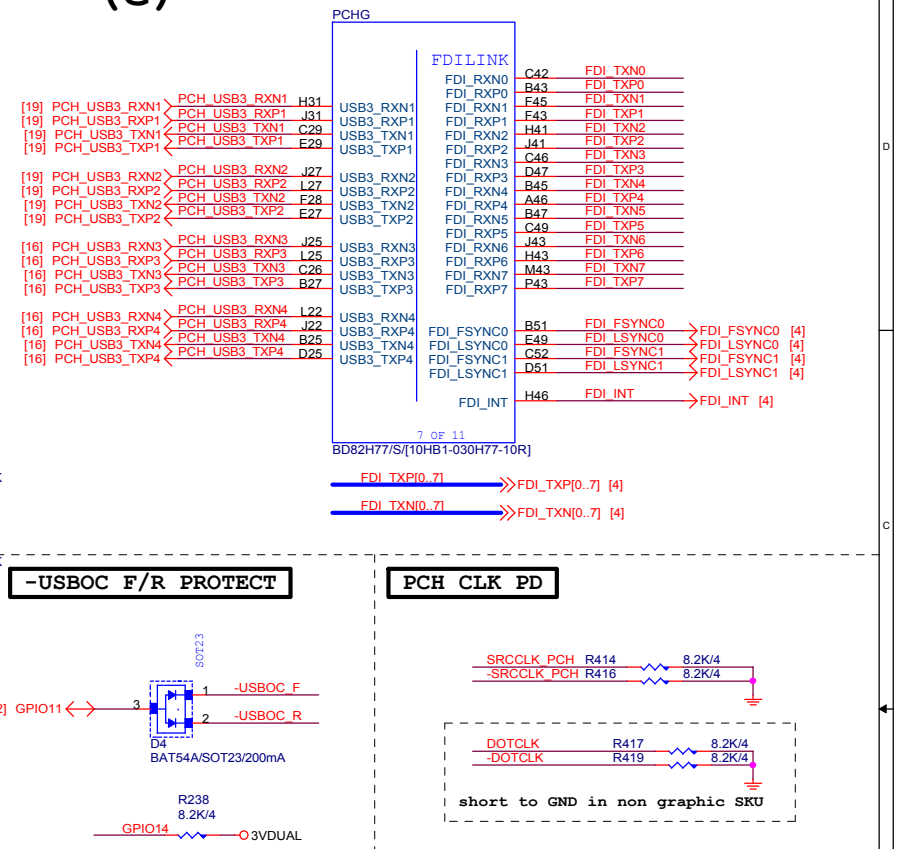 (G)
PCHG
FDILINK
[19] PCH_USB3_RXN1 PCH_USB3_RXN1 H31 USB3_RXN1
[19] PCH_USB3_RXP1 PCH_USB3_RXP1 J31 USB3_RXP1
[19] PCH_USB3_TXN1 PCH_USB3_TXN1 C29 USB3_TXN1
[19] PCH_USB3_TXP1 PCH_USB3_TXP1 E29 USB3_TXP1
[19] PCH_USB3_RXN2 PCH_USB3_RXN2 J27 USB3_RXN2
[19] PCH_USB3_RXP2 PCH_USB3_RXP2 L27 USB3_RXP2
[19] PCH_USB3_TXN2 PCH_USB3_TXN2 F28 USB3_TXN2
[19] PCH_USB3_TXP2 PCH_USB3_TXP2 E27 USB3_TXP2
[16] PCH_USB3_RXN3 PCH_USB3_RXN3 J25 USB3_RXN3
[16] PCH_USB3_RXP3 PCH_USB3_RXP3 L25 USB3_RXP3
[16] PCH_USB3_TXN3 PCH_USB3_TXN3 C26 USB3_TXN3
[16] PCH_USB3_TXP3 PCH_USB3_TXP3 B27 USB3_TXP3
[16] PCH_USB3_RXN4 PCH_USB3_RXN4 L22 USB3_RXN4
[16] PCH_USB3_RXP4 PCH_USB3_RXP4 J22 USB3_RXP4
[16] PCH_USB3_TXN4 PCH_USB3_TXN4 B25 USB3_TXN4
[16] PCH_USB3_TXP4 PCH_USB3_TXP4 D25 USB3_TXP4
FDI_RXN0 C42 FDI_TXN0
FDI_RXP0 B43 FDI_TXP0
FDI_RXN1 F45 FDI_TXN1
FDI_RXP1 F43 FDI_TXP1
FDI_RXN2 H41 FDI_TXN2
FDI_RXP2 J41 FDI_TXP2
FDI_RXN3 C46 FDI_TXN3
FDI_RXP3 D47 FDI_TXP3
FDI_RXN4 B45 FDI_TXN4
FDI_RXP4 A46 FDI_TXP4
FDI_RXN5 B47 FDI_TXN5
FDI_RXP5 C49 FDI_TXP5
FDI_RXN6 J43 FDI_TXN6
FDI_RXP6 H43 FDI_TXP6
FDI_RXN7 M43 FDI_TXN7
FDI_RXP7 P43 FDI_TXP7
FDI_FSYNC0 B51 FDI_FSYNC0 FDI_FSYNC0 [4]
FDI_LSYNC0 E49 FDI_LSYNC0 FDI_LSYNC0 [4]
FDI_FSYNC1 C52 FDI_FSYNC1 FDI_FSYNC1 [4]
FDI_LSYNC1 D51 FDI_LSYNC1 FDI_LSYNC1 [4]
FDI_INT H46 FDI_INT FDI_INT [4]
7 OF 11
BD82H77/S/[10HB1-030H77-10R]
FDI_TXP[0..7] FDI_TXP[0..7] [4]
FDI_TXN[0..7] FDI_TXN[0..7] [4]
D
C
-USBOC F/R PROTECT
SOT23
2] GPIO11 3
1 -USBOC_F
2 -USBOC_R
D4
BAT54A/SOT23/200mA
R238
8.2K/4
GPIO14 3VDUAL
PCH CLK PD
SRCCLK_PCH R414 8.2K/4
-SRCCLK_PCH R416 8.2K/4
DOTCLK R417 8.2K/4
-DOTCLK R419 8.2K/4
short to GND in non graphic SKU